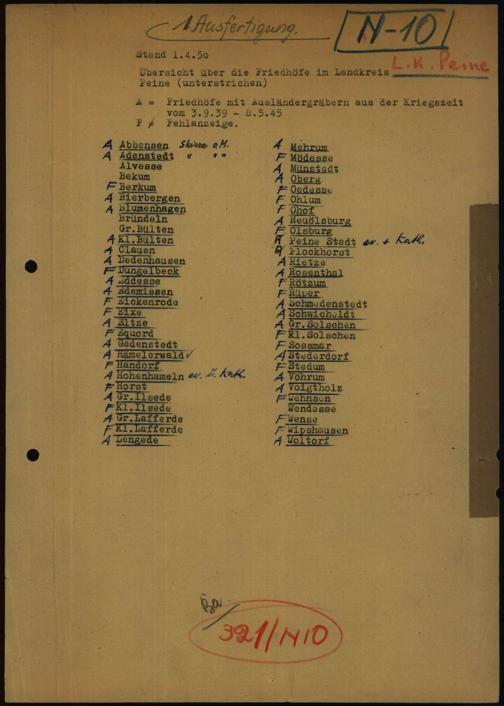 1. Ausfertigung.
N-10
L.K. Peine
Stand 1.4.50
Übersicht über die Friedhöfe im Landkreis
Peine (unterstrichen)
A = Friedhöfe mit Ausländergräbern aus der Kriegszeit
vom 3.9.39 - 8.5.45
F = Fehlanzeige.
A Abbensen
A Adenstedt " "
Alvesse
Bekum
F Berkum
A Bierbergen
A Blumenhagen
Bründeln
Gr.Bülten
A Kl.Bülten
A Clauen
A Dedenhausen
F Dungelbeck
A Eddesse
A Edemissen
F Eickenrode
F Eixe
A Eltze
F Equord
A Gadenstedt
A Hämelerwald
F Handorf
A Hohenhameln ev. u. Kath.
F Horst
A Gr.Ilsede
F Kl.Ilsede
A Gr.Lafferde
F Kl.Lafferde
A Lengede
A Mehrum
F Mödesse
A Münstedt
A Oberg
F Oedesse
F Ohlum
F Ohof
A Neuölsburg
F Ölsburg
A Peine Stadt ev. + Kath.
Plockhorst
A Rietze
A Rosenthal
F Rötzum
F Rüper
A Schmedenstedt
A Schwicheldt
A Gr.Solschen
F Kl.Solschen
F Sossmar
A Stederdorf
F Stedum
A Vöhrum
A Voigtholz
F Wehnsen
Wendesse
F Wense
F Wipshausen
A Woltorf
321/N10